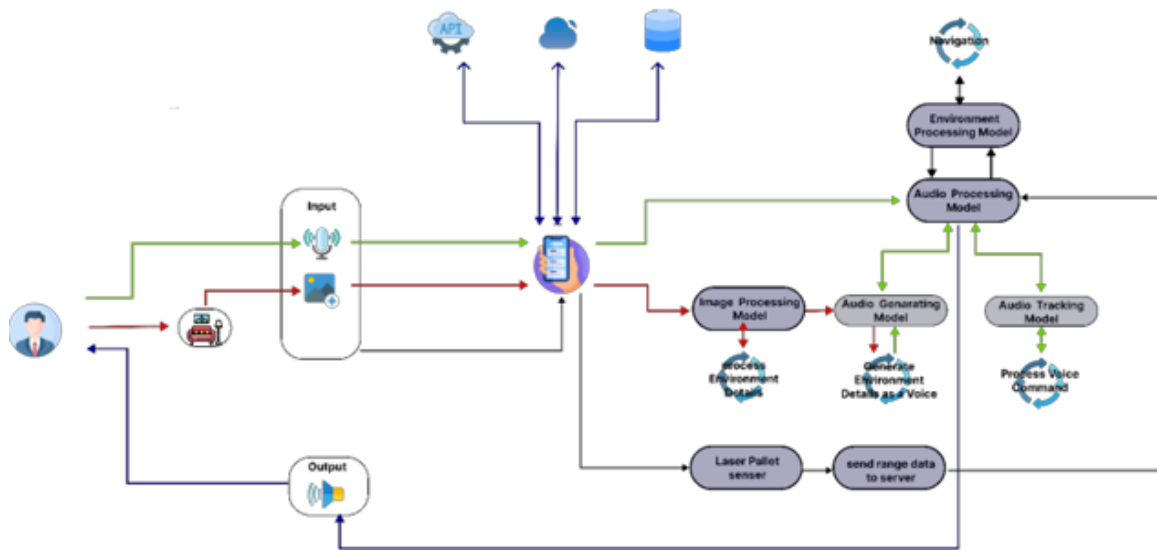 API
Navigation
Environment
Processing Model
Audio Processing
Model
Input
Image Processing
Model
Audio Genarating
Model
Audio Tracking
Model
Process
Environment
Details
Generate
Environment
Details as a Voice
Process Voice
Command
Laser Pallet
senser
send range data
to server
Output